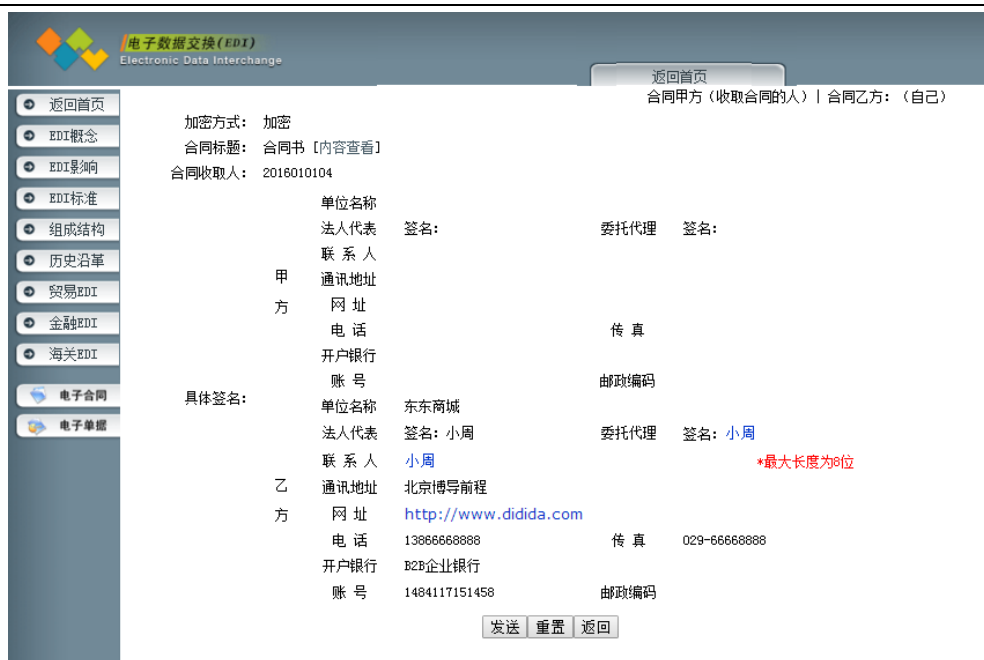 电子数据交换(EDI)
Electronic Data Interchange
返回首页
合同甲方（收取合同的人）| 合同乙方：（自己）
返回首页
EDI概念
EDI影响
EDI标准
组成结构
历史沿革
贸易EDI
金融EDI
海关EDI
电子合同
电子单据
加密方式： 加密
合同标题： 合同书 [内容查看]
合同收取人： 2016010104
具体签名：
甲方
单位名称
法人代表 签名： 委托代理 签名：
联 系 人
通讯地址
网 址
电 话 传 真
开户银行
账 号 邮政编码
乙方
单位名称 东东商城
法人代表 签名：小周 委托代理 签名：小周
联 系 人 小周 *最大长度为8位
通讯地址 北京博导前程
网 址 http://www.didida.com
电 话 13866668888 传 真 029-66668888
开户银行 B2B企业银行
账 号 1484117151458 邮政编码
发送 重置 返回